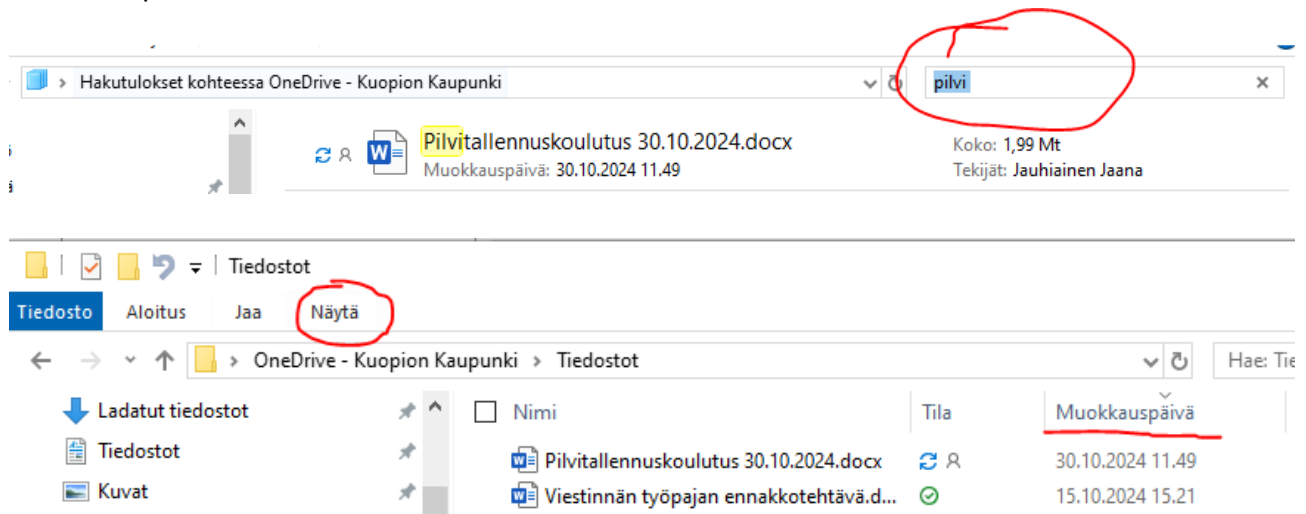 Hakutulokset kohteessa OneDrive - Kuopion Kaupunki
pilvi
Pilvitallennuskoulutus 30.10.2024.docx
Koko: 1,99 Mt
Muokkauspäivä: 30.10.2024 11.49
Tekijät: Jauhiainen Jaana
Tiedostot
Tiedosto Aloitus Jaa Näytä
OneDrive - Kuopion Kaupunki > Tiedostot
Hae: Tie
Ladatut tiedostot
Nimi Tila Muokkauspäivä
Tiedostot
Pilvitallennuskoulutus 30.10.2024.docx 30.10.2024 11.49
Kuvat
Viestinnän työpajan ennakkotehtävä.d... 15.10.2024 15.21